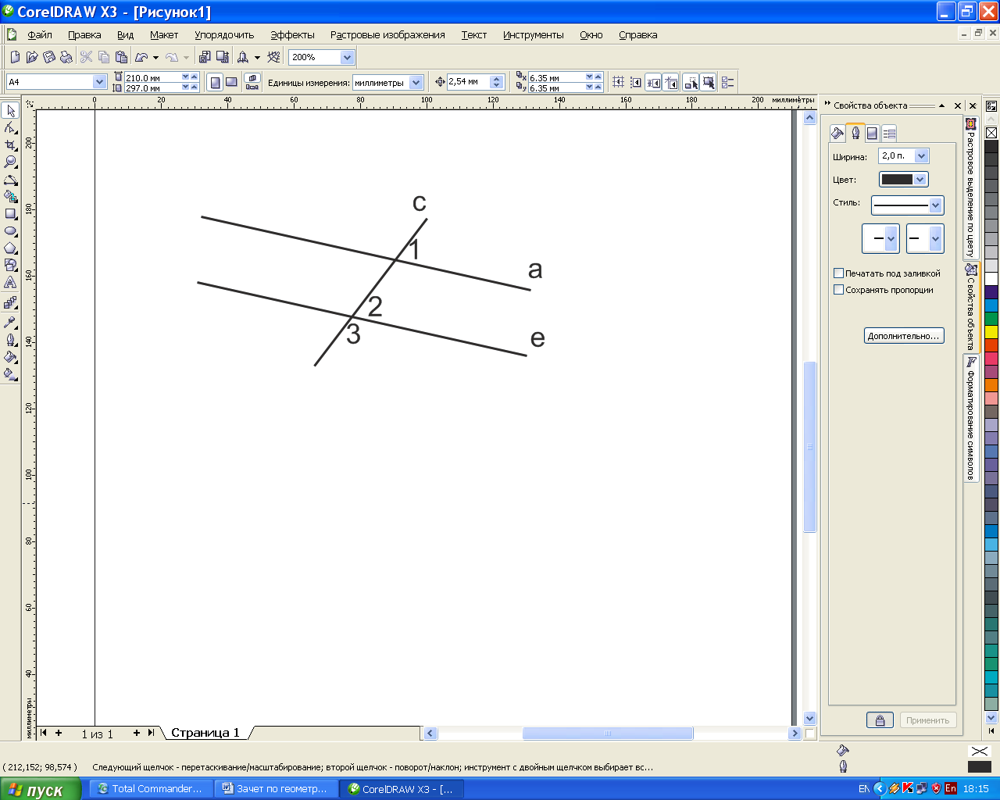 CorelDRAW X3 - [Рисунок1]
Файл Правка Вид Макет Упорядочить Эффекты Растровые изображения Текст Инструменты Окно Справка
200%
A4 210.0 мм 297.0 мм Единицы измерения: миллиметры 2,54 мм 6.35 мм 6.35 мм
0 20 40 60 80 100 120 140 160 180 200 миллиметры
200
180
160
140
120
100
80
60
40
миллиметры
c
1
a
2
3
e
Свойства объекта
Ширина: 2,0 п.
Цвет:
Стиль:
Печатать под заливкой
Сохранять пропорции
Дополнительно...
Применить
Растровое выделение по цвету
Свойства объекта
Форматирование символов
1 из 1 Страница 1
( 212,152; 98,574 ) Следующий щелчок - перетаскивание/масштабирование; второй щелчок - поворот/наклон; инструмент с двойным щелчком выбирает вс...
пуск Total Commander... Зачет по геометр... CorelDRAW X3 - [... EN En 18:15